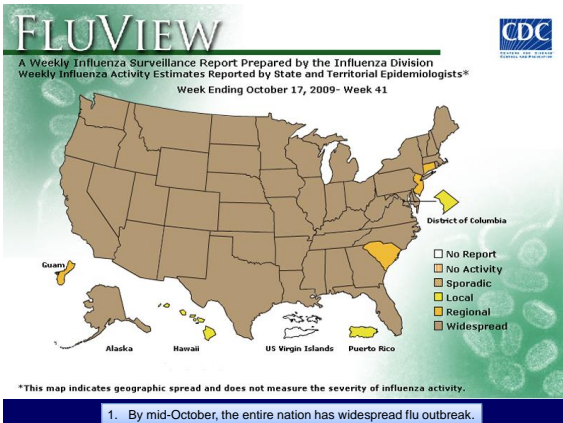 FLUVIEW
CDC
A Weekly Influenza Surveillance Report Prepared by the Influenza Division
Weekly Influenza Activity Estimates Reported by State and Territorial Epidemiologists*
Week Ending October 17, 2009- Week 41
District of Columbia
No Report
No Activity
Sporadic
Local
Regional
Widespread
Guam
Alaska
Hawaii
US Virgin Islands
Puerto Rico
*This map indicates geographic spread and does not measure the severity of influenza activity.
1. By mid-October, the entire nation has widespread flu outbreak.